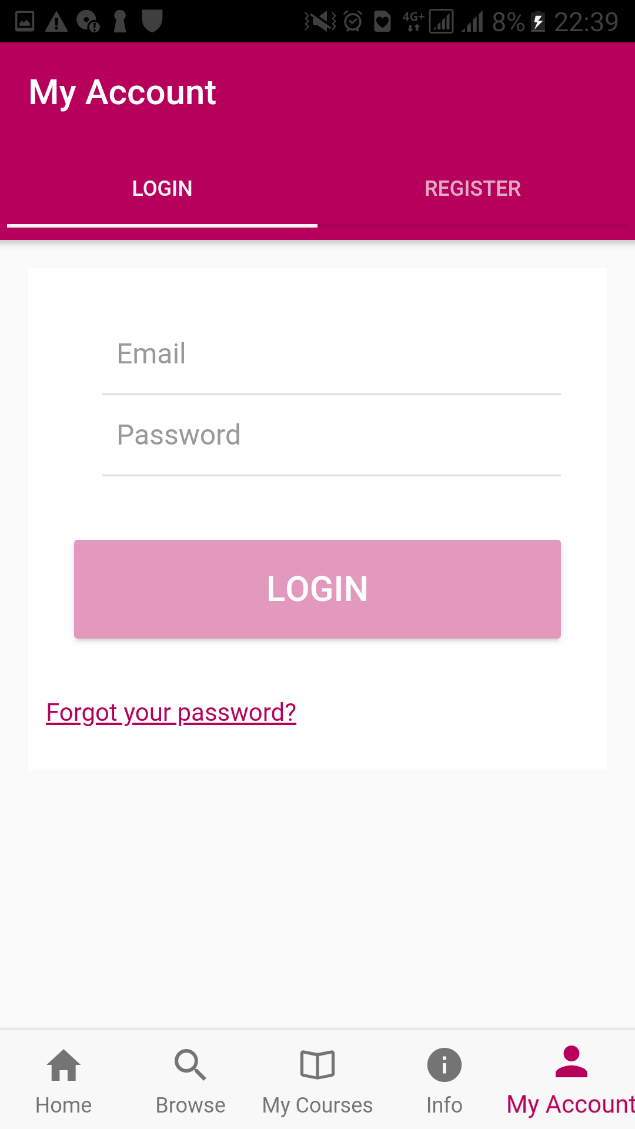 4G+ 8% 22:39
My Account
LOGIN REGISTER
Email
Password
LOGIN
Forgot your password?
Home Browse My Courses Info My Account